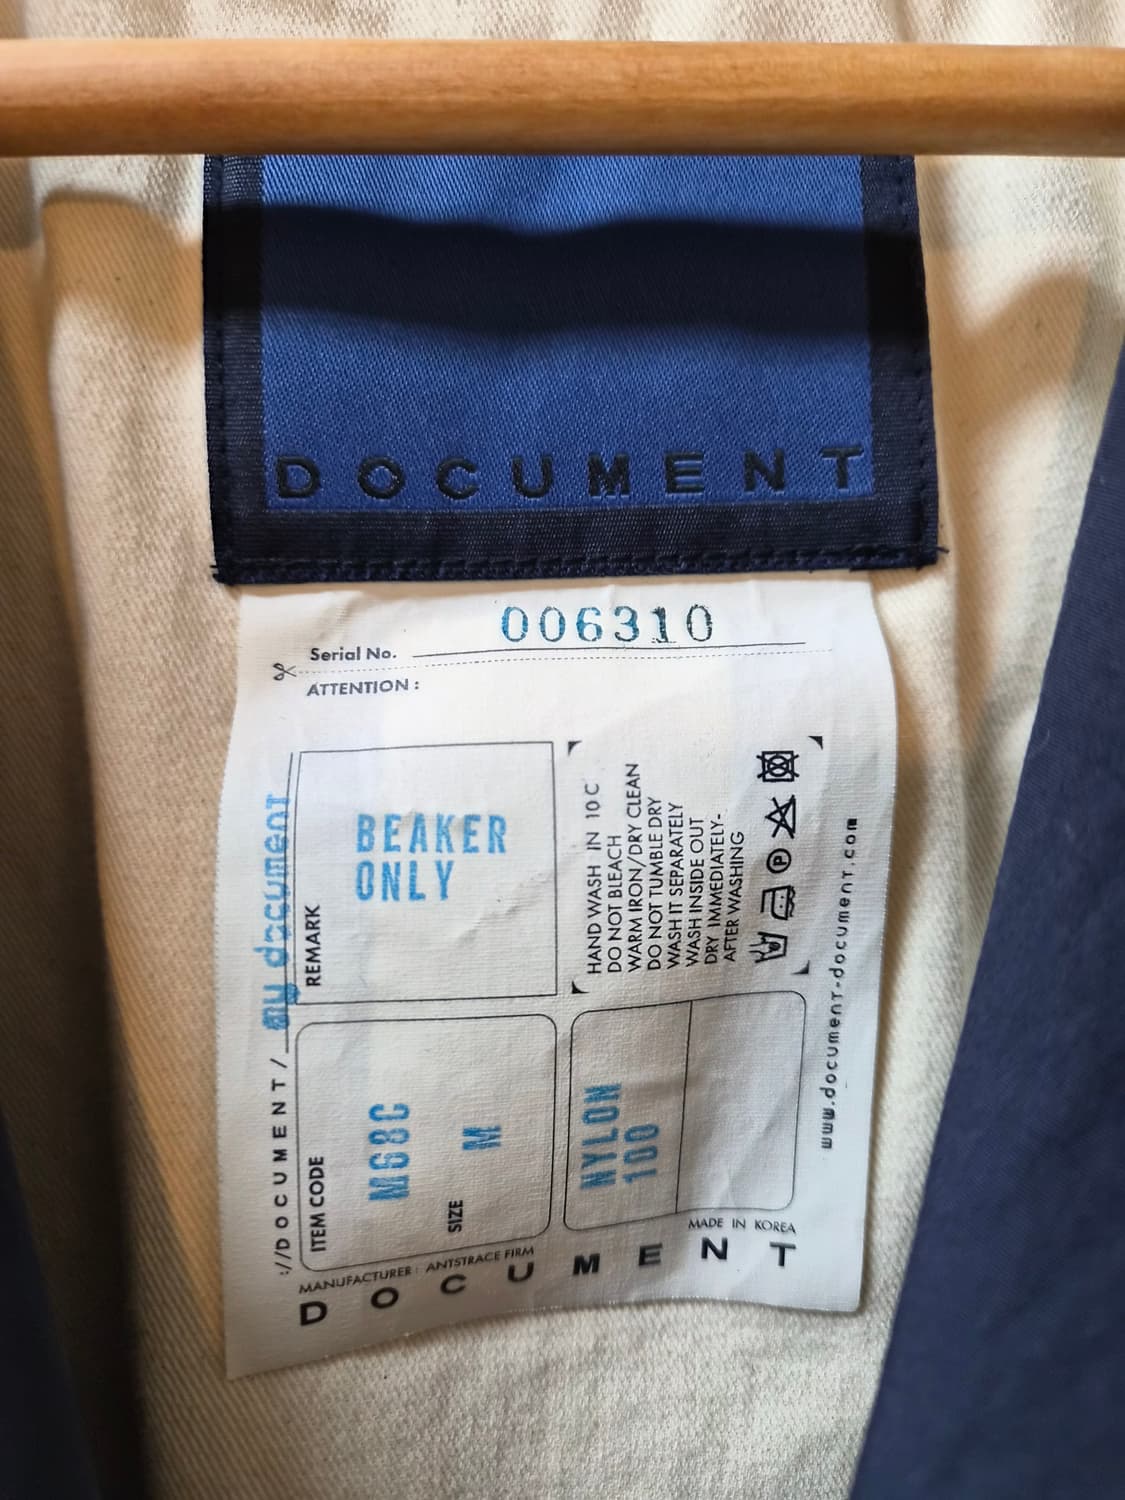 DOCUMENT
006310
Serial No.
ATTENTION :
my document
://DOCUMENT/
REMARK
BEAKER
ONLY
HAND WASH IN 10C
DO NOT BLEACH
WARM IRON/DRY CLEAN
DO NOT TUMBLE DRY
WASH IT SEPARATELY
WASH INSIDE OUT
DRY IMMEDIATELY-
AFTER WASHING
P
www.document-document.com
ITEM CODE
M68C
SIZE
M
NYLON
100
MADE IN KOREA
MANUFACTURER : ANTSTRACE FIRM
DOCUMENT